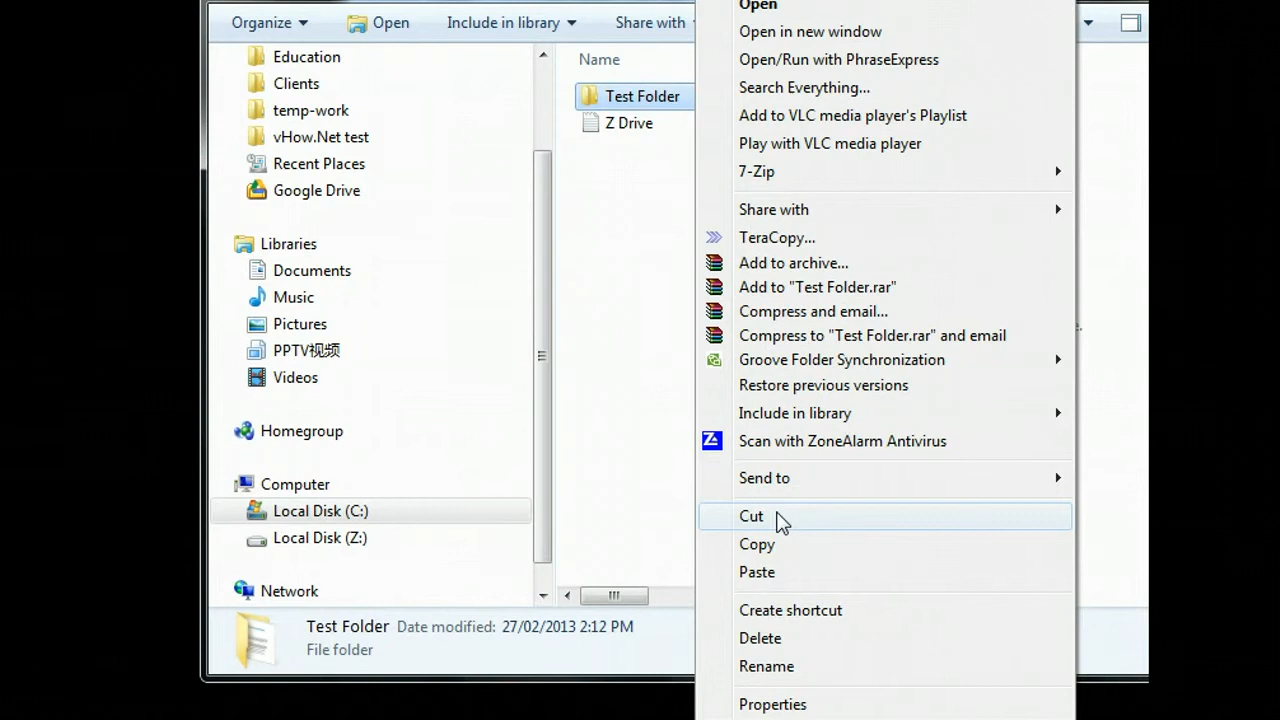 Organize
Open
Include in library
Share with
Education
Clients
temp-work
vHow.Net test
Recent Places
Google Drive
Libraries
Documents
Music
Pictures
PPTV视频
Videos
Homegroup
Computer
Local Disk (C:)
Local Disk (Z:)
Network
Name
Test Folder
Z Drive
Open
Open in new window
Open/Run with PhraseExpress
Search Everything...
Add to VLC media player's Playlist
Play with VLC media player
7-Zip
Share with
TeraCopy...
Add to archive...
Add to "Test Folder.rar"
Compress and email...
Compress to "Test Folder.rar" and email
Groove Folder Synchronization
Restore previous versions
Include in library
Scan with ZoneAlarm Antivirus
Send to
Cut
Copy
Paste
Create shortcut
Delete
Rename
Properties
Test Folder Date modified: 27/02/2013 2:12 PM
File folder